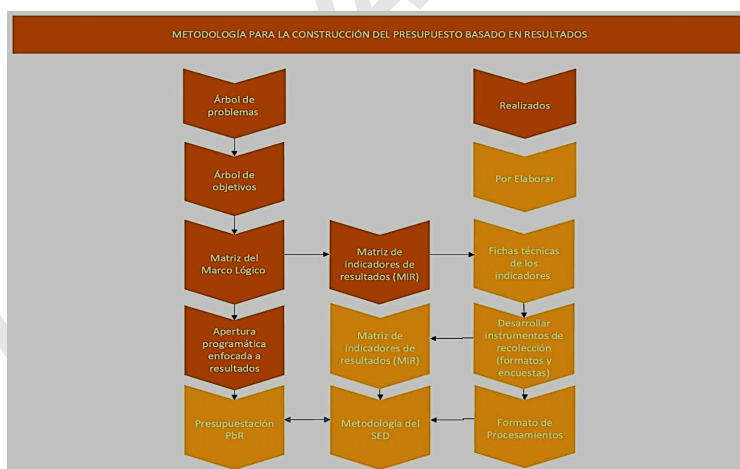 METODOLOGÍA PARA LA CONSTRUCCIÓN DEL PRESUPUESTO BASADO EN RESULTADOS
Árbol de
problemas
Realizados
Árbol de
objetivos
Por Elaborar
Matriz del
Marco Lógico
Matriz de
indicadores de
resultados (MIR)
Fichas técnicas
de los
indicadores
Apertura
programática
enfocada a
resultados
Matriz de
indicadores de
resultados (MIR)
Desarrollar
instrumentos de
recolección
(formatos y
encuestas)
Presupuestación
PbR
Metodología del
SED
Formato de
Procesamientos